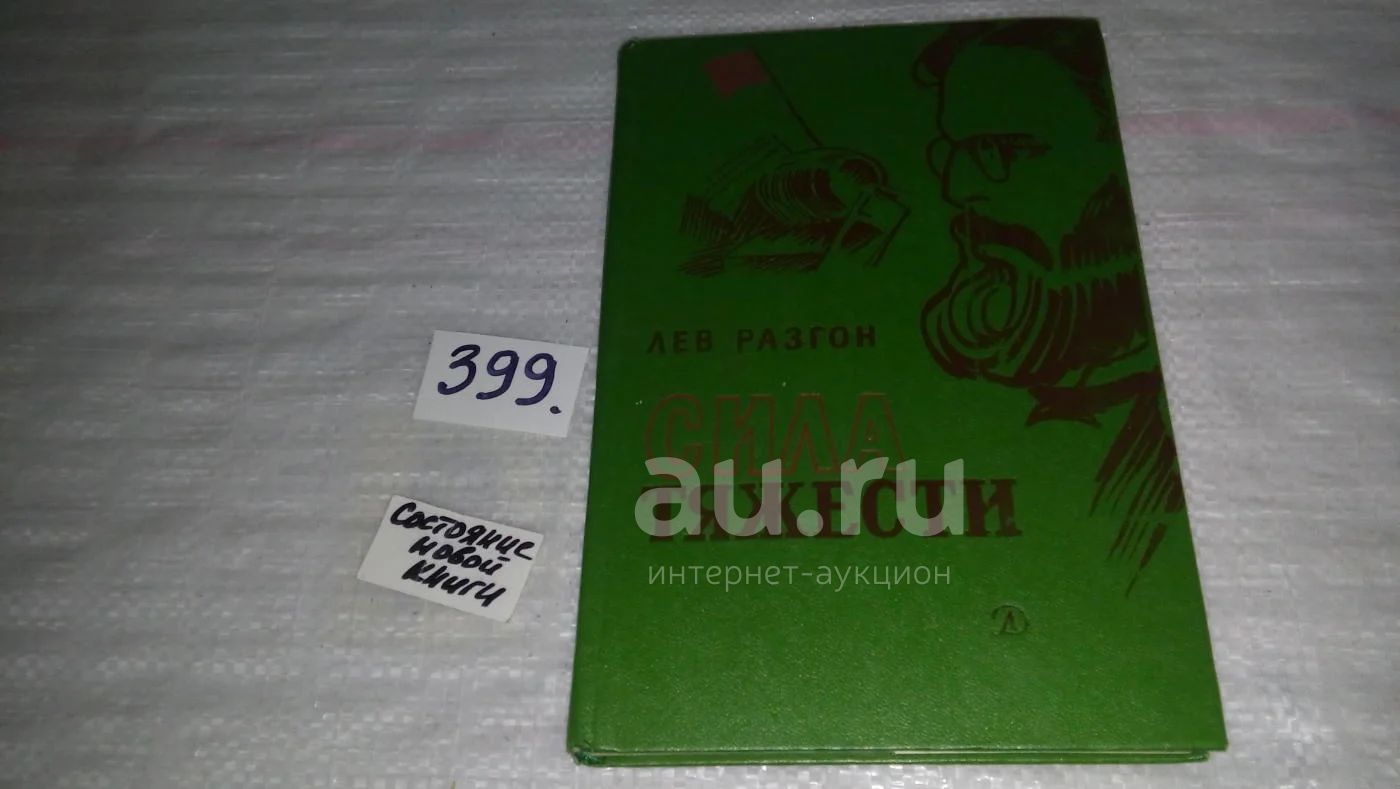 ЛЕВ РАЗГОН
СИЛА
ТЯЖЕСТИ
399.
Состояние
новой
книги
au.ru
интернет-аукцион